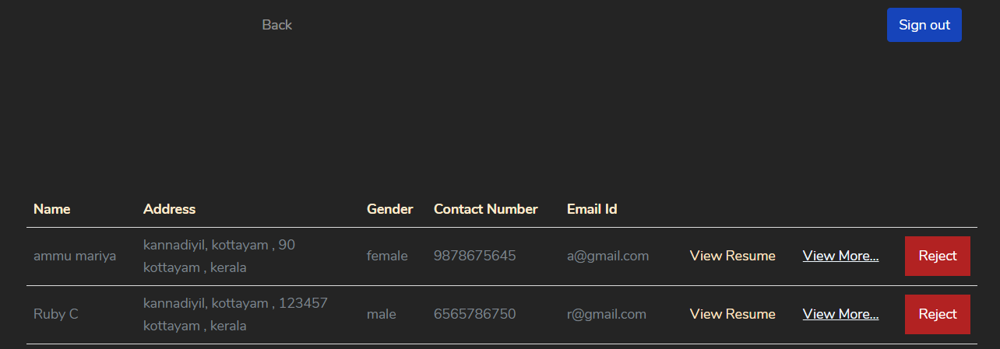 Back Sign out
Name Address Gender Contact Number Email Id
ammu mariya kannadiyil, kottayam , 90 female 9878675645 a@gmail.com View Resume View More... Reject
kottayam , kerala
Ruby C kannadiyil, kottayam , 123457 male 6565786750 r@gmail.com View Resume View More... Reject
kottayam , kerala